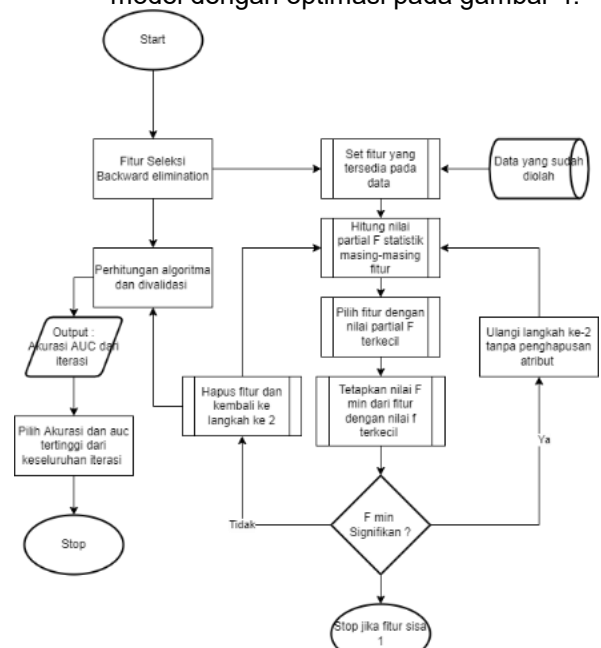 model dengan optimasi pada gambar 4.
Start
Fitur Seleksi
Backward elimination
Set fitur yang
tersedia pada
data
Data yang sudah
diolah
Hitung nilai
partial F statistik
masing-masing
fitur
Perhitungan algoritma
dan divalidasi
Pilih fitur dengan
nilai partial F
terkecil
Ulangi langkah ke-2
tanpa penghapusan
atribut
Output :
Akurasi AUC dari
iterasi
Hapus fitur dan
kembali ke
langkah ke 2
Tetapkan nilai F
min dari fitur
dengan nilai f
terkecil
Pilih Akurasi dan auc
tertinggi dari
keseluruhan iterasi
Ya
Tidak
F min
Signifikan ?
Stop
Stop jika fitur sisa
1